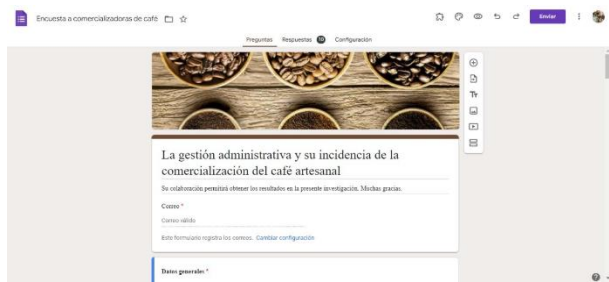 Encuesta a comercializadoras de café
Enviar
Preguntas Respuestas 10 Configuración
Tr
La gestión administrativa y su incidencia de la
comercialización del café artesanal
Su colaboración permitirá obtener los resultados en la presente investigación. Muchas gracias.
Correo *
Correo válido
Este formulario registra los correos. Cambiar configuración
Datos generales *